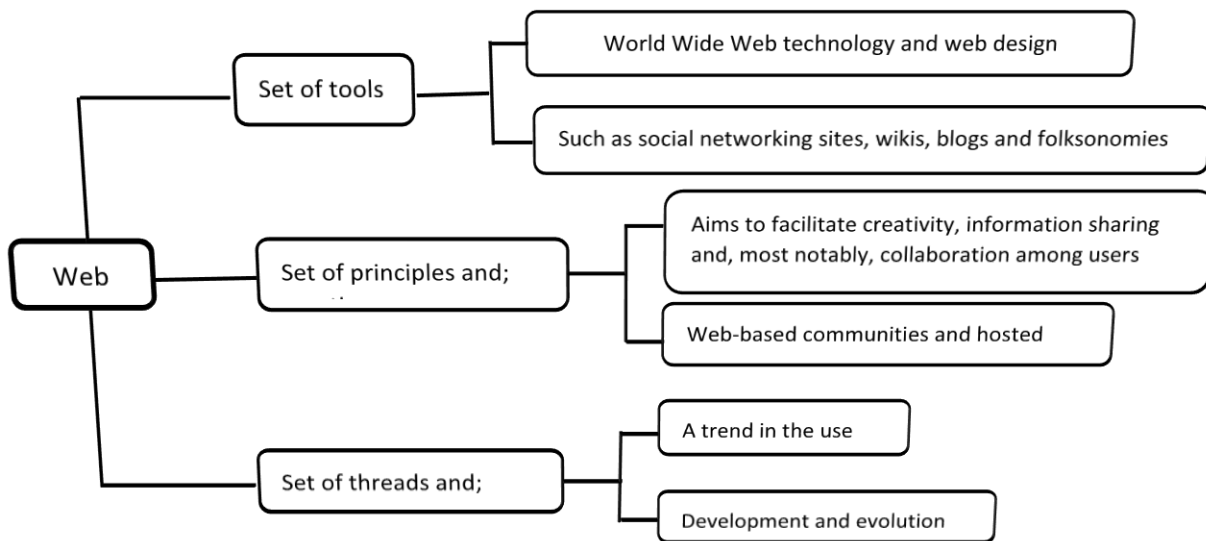 World Wide Web technology and web design
Set of tools
Such as social networking sites, wikis, blogs and folksonomies
Aims to facilitate creativity, information sharing
and, most notably, collaboration among users
Web
Set of principles and;
Web-based communities and hosted
A trend in the use
Set of threads and;
Development and evolution